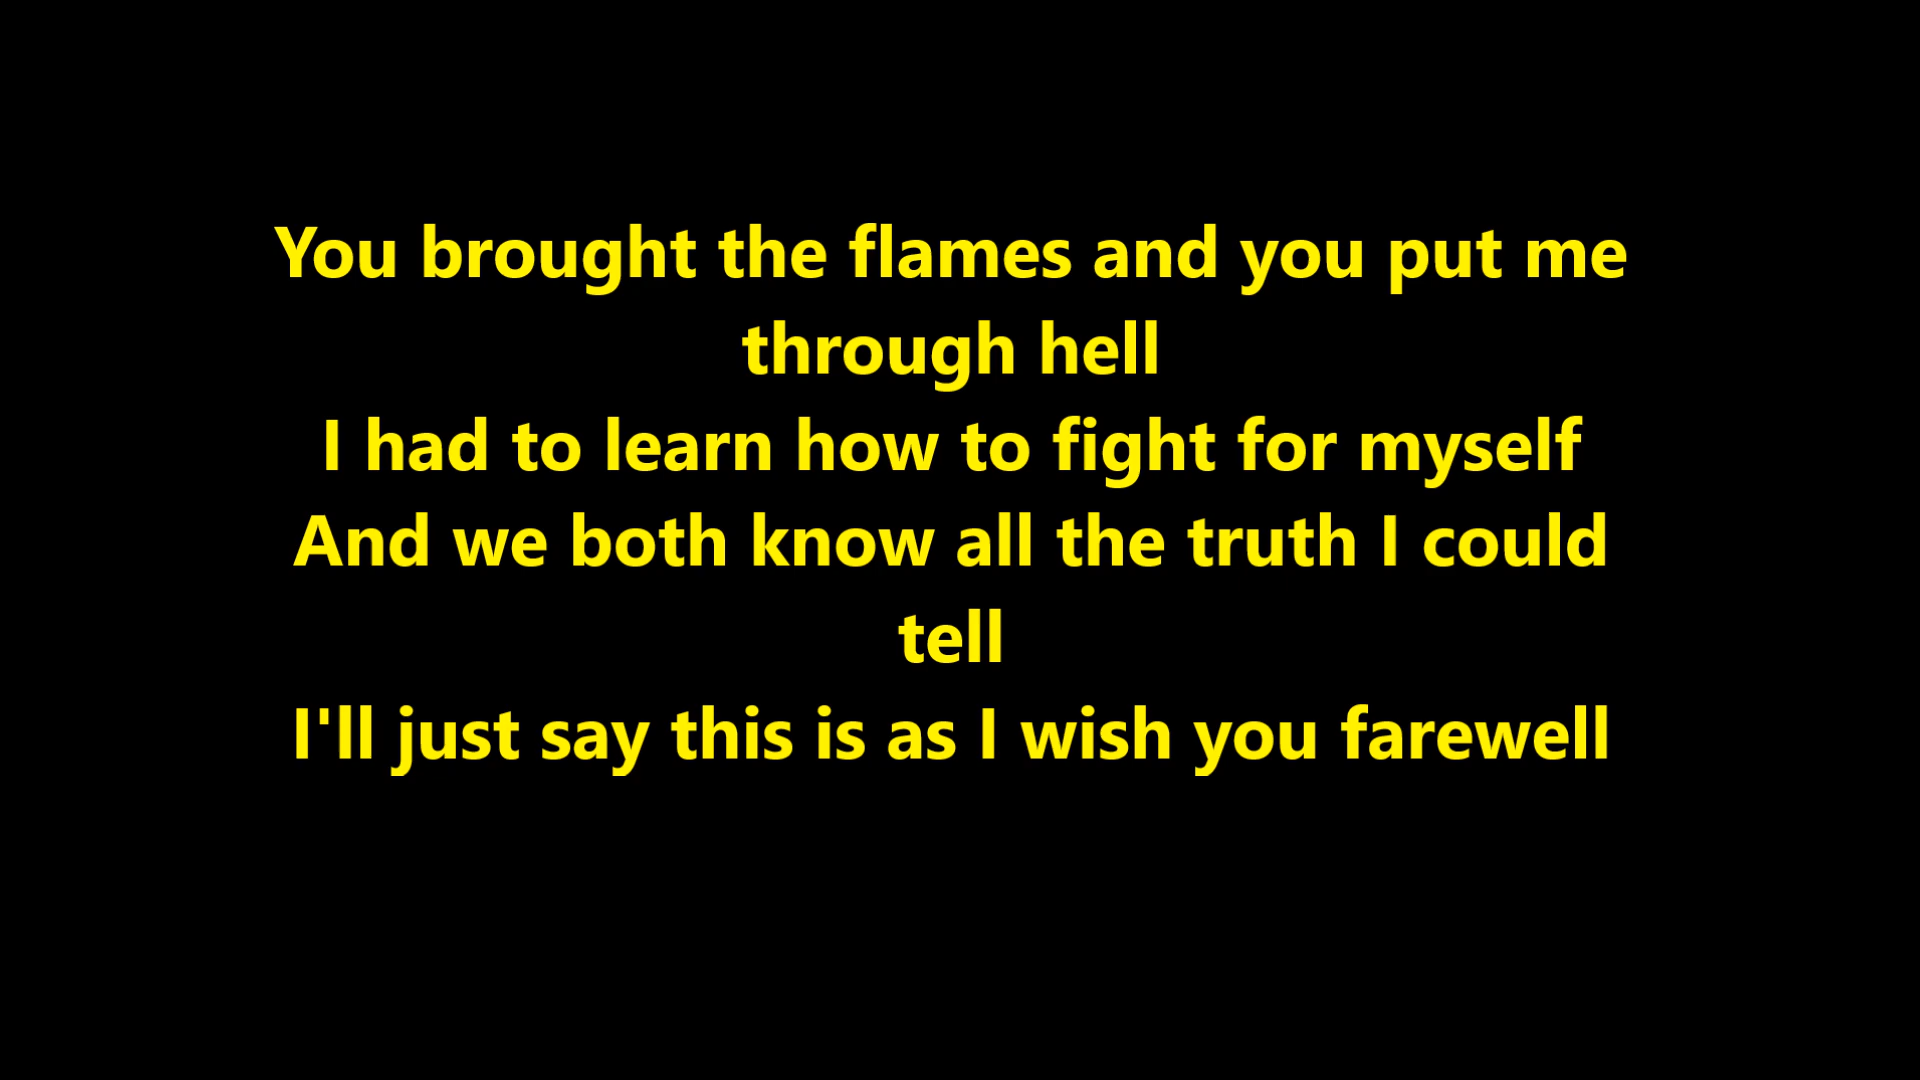 You brought the flames and you put me
through hell
I had to learn how to fight for myself
And we both know all the truth I could
tell
I'll just say this is as I wish you farewell